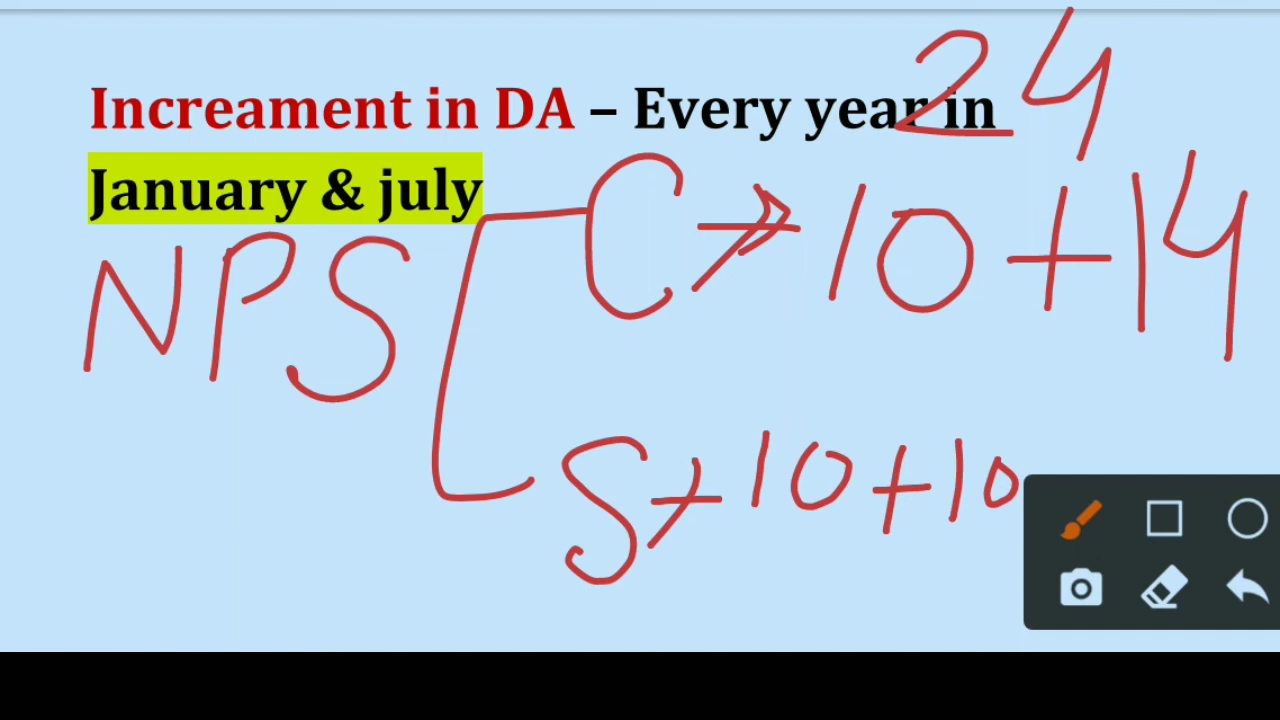 24
Increament in DA – Every year in
January & july
NPS C → 10+14
S → 10+10